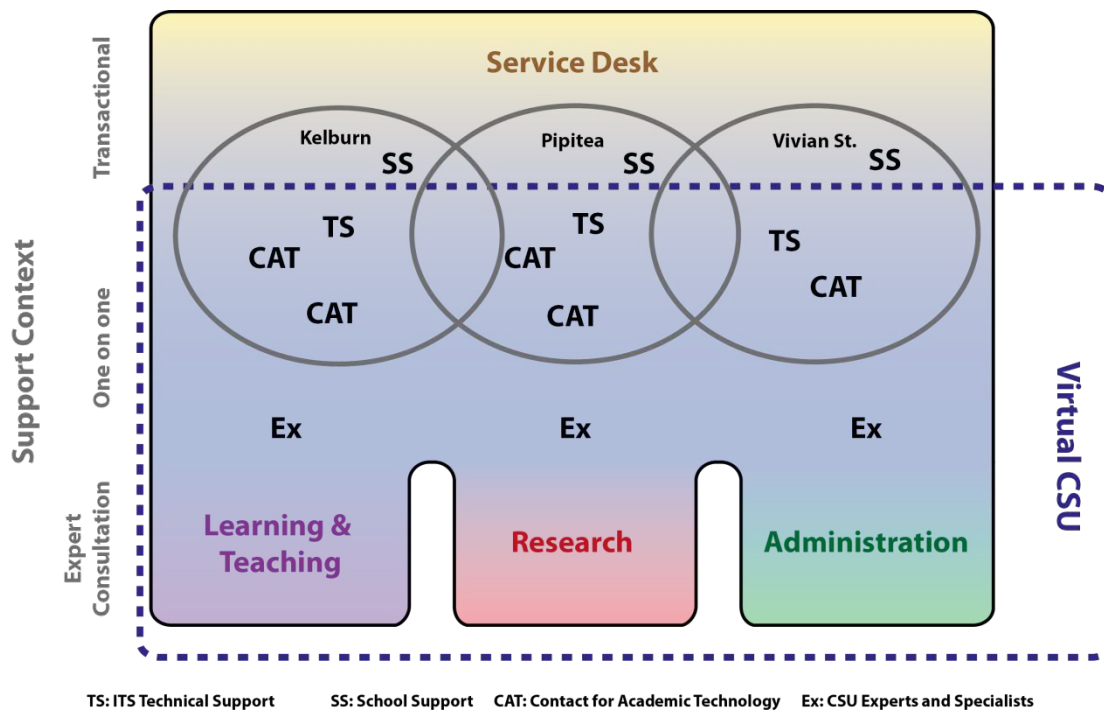 Service Desk
Transactional
Kelburn
Pipitea
Vivian St.
SS
SS
SS
TS
TS
TS
CAT
CAT
CAT
CAT
CAT
Support Context
One on one
Virtual CSU
Ex
Ex
Ex
Expert
Consultation
Learning &
Teaching
Research
Administration
TS: ITS Technical Support
SS: School Support
CAT: Contact for Academic Technology
Ex: CSU Experts and Specialists